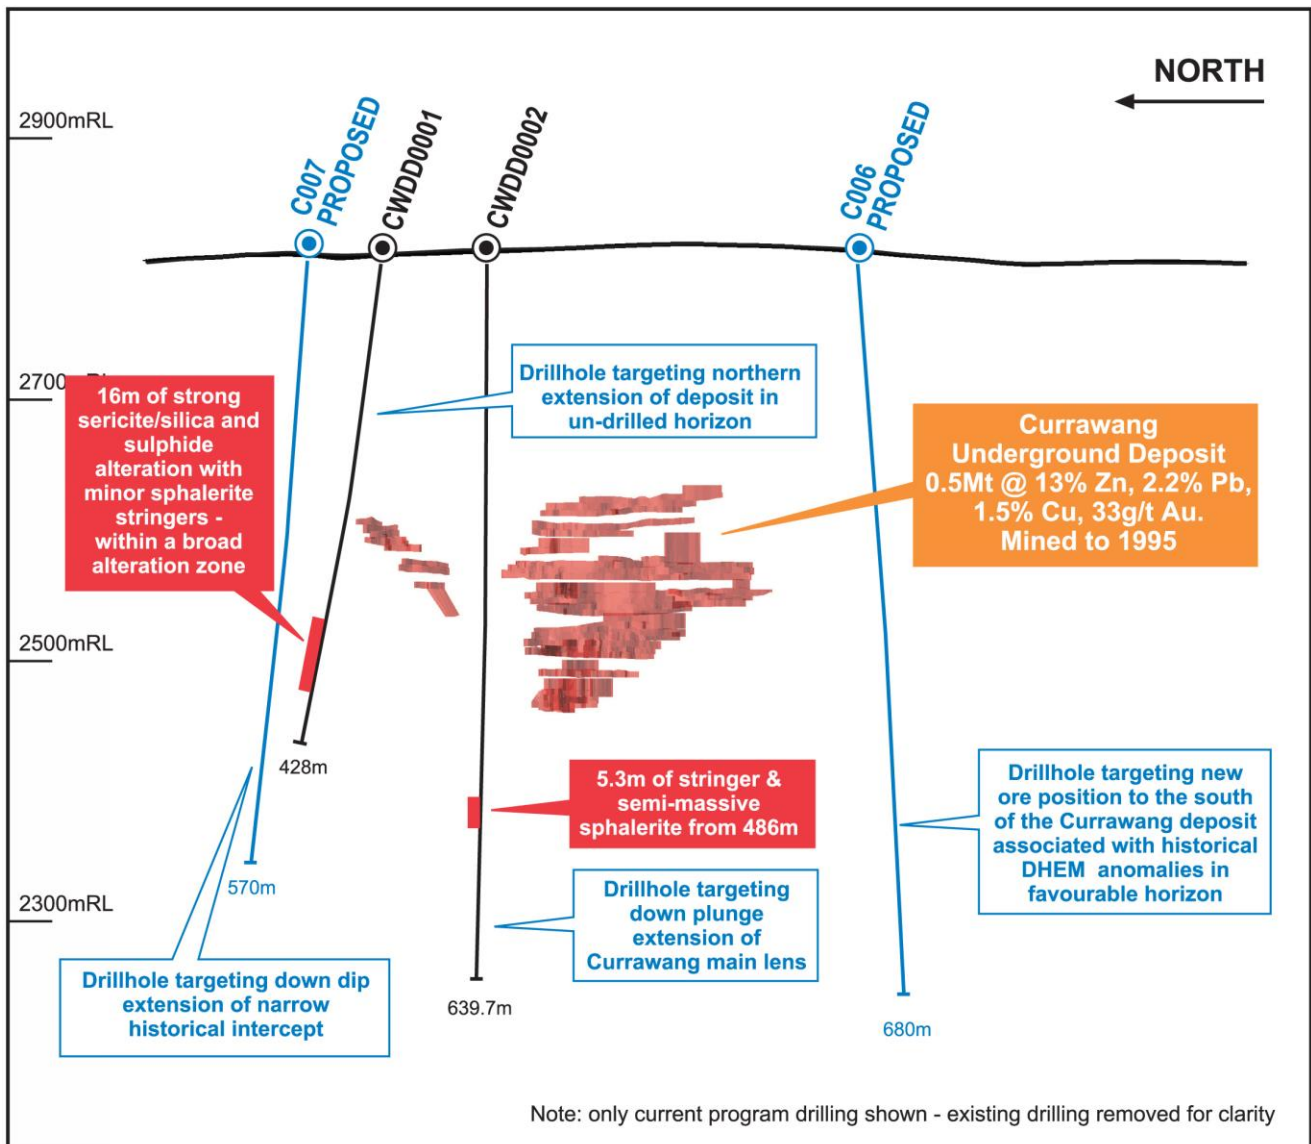 NORTH
2900mRL
C007
PROPOSED
CWDD0001
CWDD0002
C006
PROPOSED
2700mRL
16m of strong
sericite/silica and
sulphide
alteration with
minor sphalerite
stringers -
within a broad
alteration zone
Drillhole targeting northern
extension of deposit in
un-drilled horizon
Currawang
Underground Deposit
0.5Mt @ 13% Zn, 2.2% Pb,
1.5% Cu, 33g/t Au.
Mined to 1995
2500mRL
428m
5.3m of stringer &
semi-massive
sphalerite from 486m
Drillhole targeting new
ore position to the south
of the Currawang deposit
associated with historical
DHEM anomalies in
favourable horizon
570m
2300mRL
Drillhole targeting
down plunge
extension of
Currawang main lens
Drillhole targeting down dip
extension of narrow
historical intercept
639.7m
680m
Note: only current program drilling shown - existing drilling removed for clarity